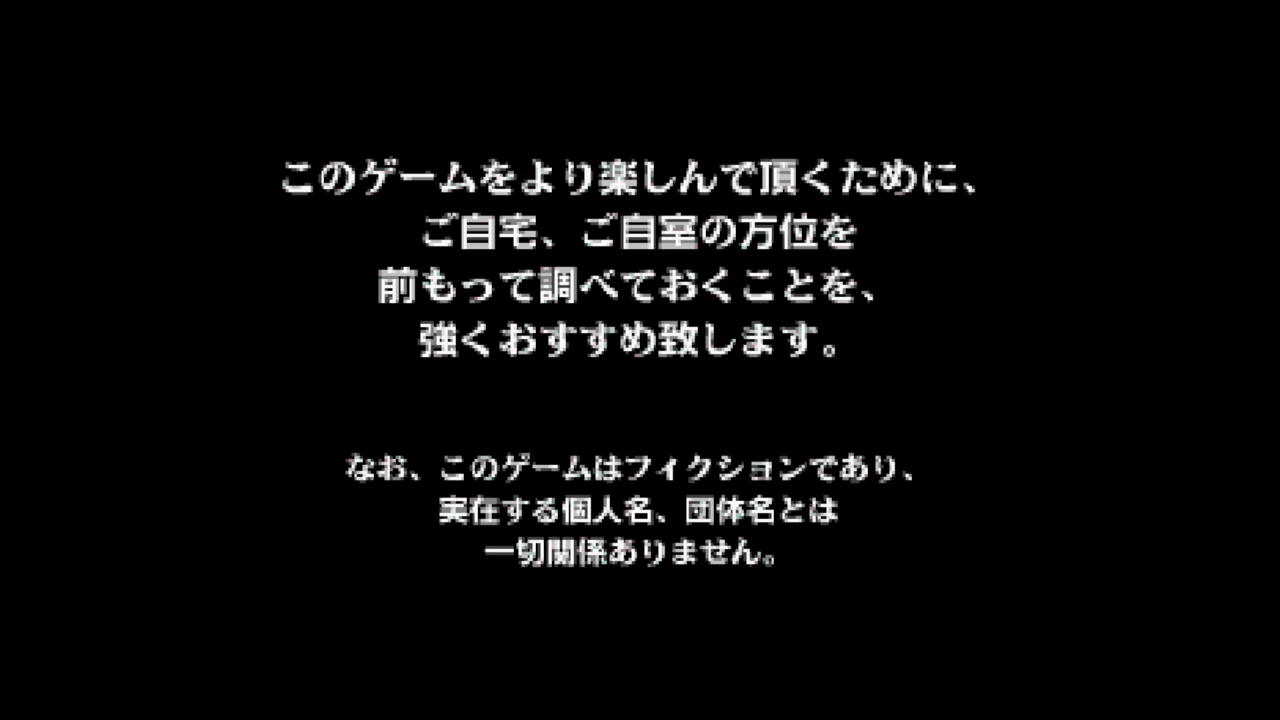 このゲームをより楽しんで頂くために、
ご自宅、ご自室の方位を
前もって調べておくことを、
強くおすすめ致します。
なお、このゲームはフィクションであり、
実在する個人名、団体名とは
一切関係ありません。